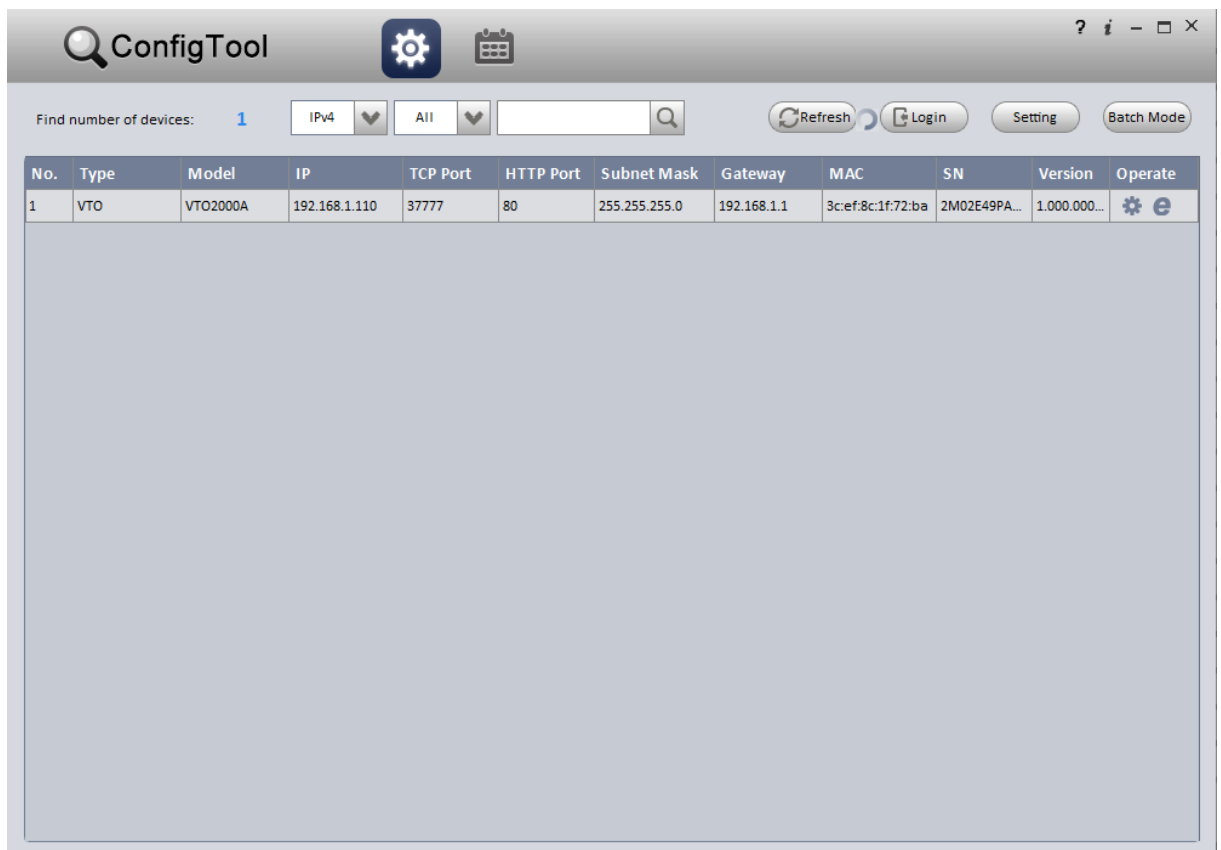 ConfigTool
? i
Find number of devices: 1 IPv4 All Refresh Login Setting Batch Mode
No. Type Model IP TCP Port HTTP Port Subnet Mask Gateway MAC SN Version Operate
1 VTO VTO2000A 192.168.1.110 37777 80 255.255.255.0 192.168.1.1 3c:ef:8c:1f:72:ba 2M02E49PA... 1.000.000...